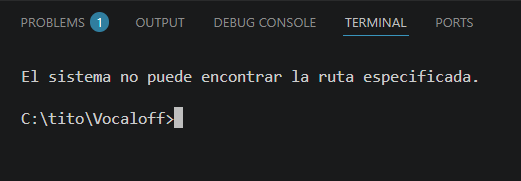 PROBLEMS 1 OUTPUT DEBUG CONSOLE TERMINAL PORTS
El sistema no puede encontrar la ruta especificada.
C:\tito\Vocaloff>